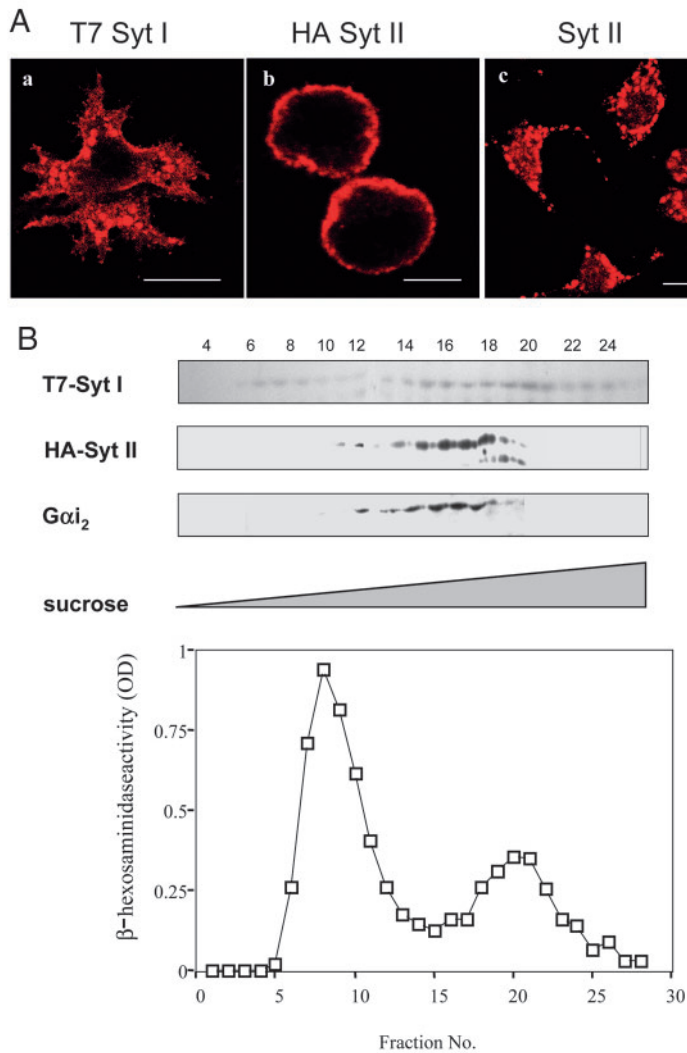 A
T7 Syt I HA Syt II Syt II
a b c
B
4 6 8 10 12 14 16 18 20 22 24
T7-Syt I
HA-Syt II
Gαi₂
sucrose
β-hexosaminidaseactivity (OD)
1
0.75
0.5
0.25
0
0 5 10 15 20 25 30
Fraction No.